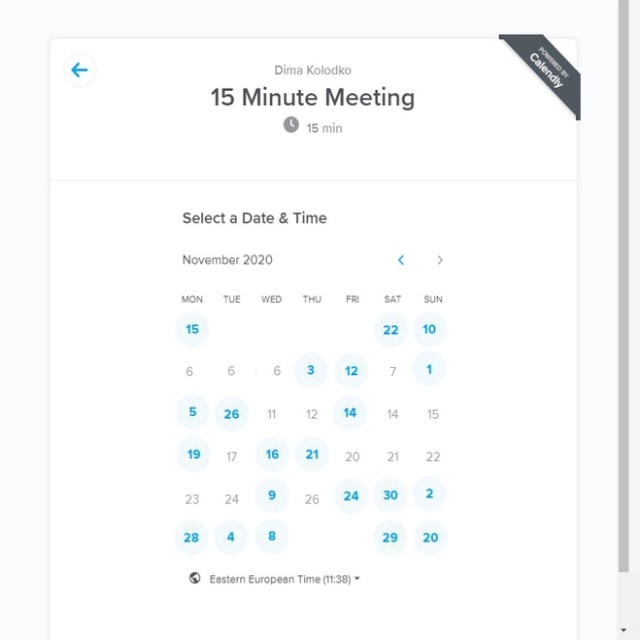 POWERED BY
Calendly
Dima Kolodko
15 Minute Meeting
15 min
Select a Date & Time
November 2020
MON TUE WED THU FRI SAT SUN
15 22 10
6 6 6 3 12 7 1
5 26 11 12 14 14 15
19 17 16 21 20 21 22
23 24 9 26 24 30 2
28 4 8 29 20
Eastern European Time (11:38)